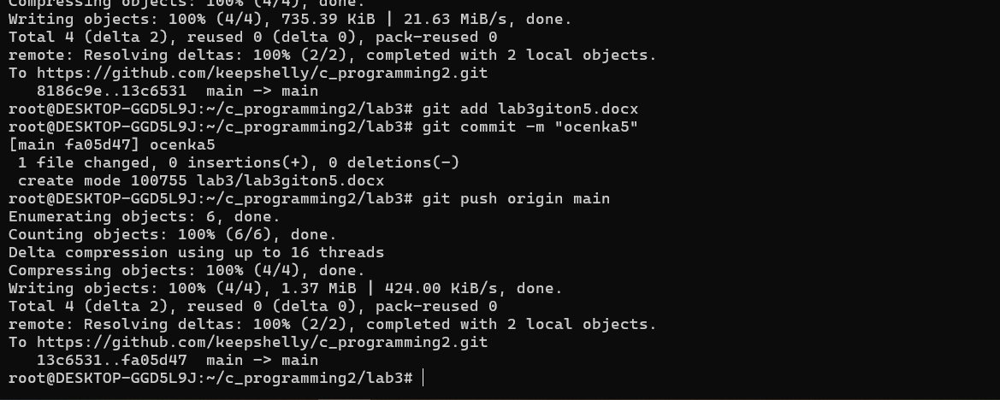 Compressing objects: 100% (4/4), done.
Writing objects: 100% (4/4), 735.39 KiB | 21.63 MiB/s, done.
Total 4 (delta 2), reused 0 (delta 0), pack-reused 0
remote: Resolving deltas: 100% (2/2), completed with 2 local objects.
To https://github.com/keepshelly/c_programming2.git
   8186c9e..13c6531  main -> main
root@DESKTOP-GGD5L9J:~/c_programming2/lab3# git add lab3giton5.docx
root@DESKTOP-GGD5L9J:~/c_programming2/lab3# git commit -m "ocenka5"
[main fa05d47] ocenka5
 1 file changed, 0 insertions(+), 0 deletions(-)
 create mode 100755 lab3/lab3giton5.docx
root@DESKTOP-GGD5L9J:~/c_programming2/lab3# git push origin main
Enumerating objects: 6, done.
Counting objects: 100% (6/6), done.
Delta compression using up to 16 threads
Compressing objects: 100% (4/4), done.
Writing objects: 100% (4/4), 1.37 MiB | 424.00 KiB/s, done.
Total 4 (delta 2), reused 0 (delta 0), pack-reused 0
remote: Resolving deltas: 100% (2/2), completed with 2 local objects.
To https://github.com/keepshelly/c_programming2.git
   13c6531..fa05d47  main -> main
root@DESKTOP-GGD5L9J:~/c_programming2/lab3#